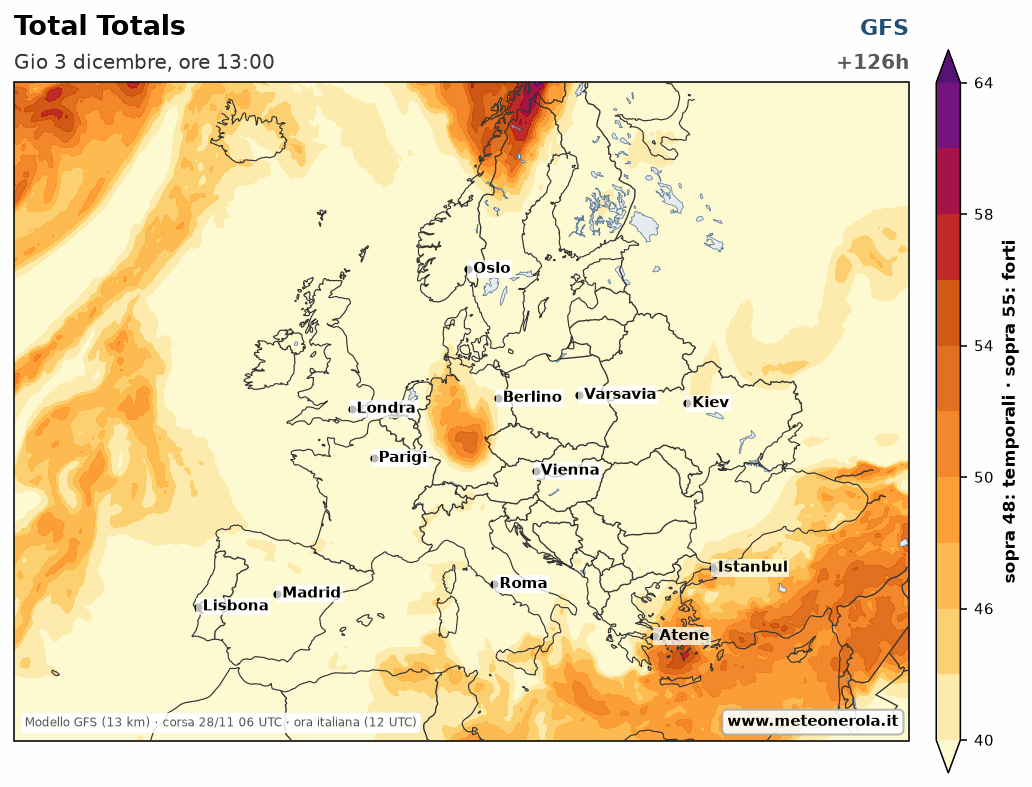 Total Totals
GFS
Gio 3 dicembre, ore 13:00
+126h
64
58
54
50
46
40
sopra 48: temporali · sopra 55: forti
Oslo
Berlino
Varsavia
Kiev
Londra
Parigi
Vienna
Istanbul
Roma
Madrid
Lisbona
Atene
Modello GFS (13 km) · corsa 28/11 06 UTC · ora italiana (12 UTC)
www.meteonerola.it